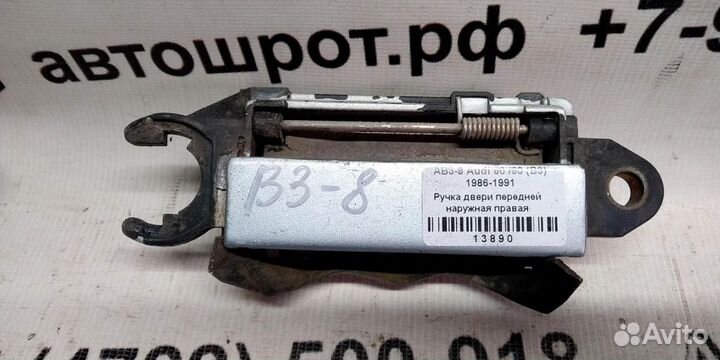 автошрот.рф +7-9
B3-8
AB3-8 Audi 80 /90 (B3)
1986-1991
Ручка двери передней
наружная правая
13890
Avito